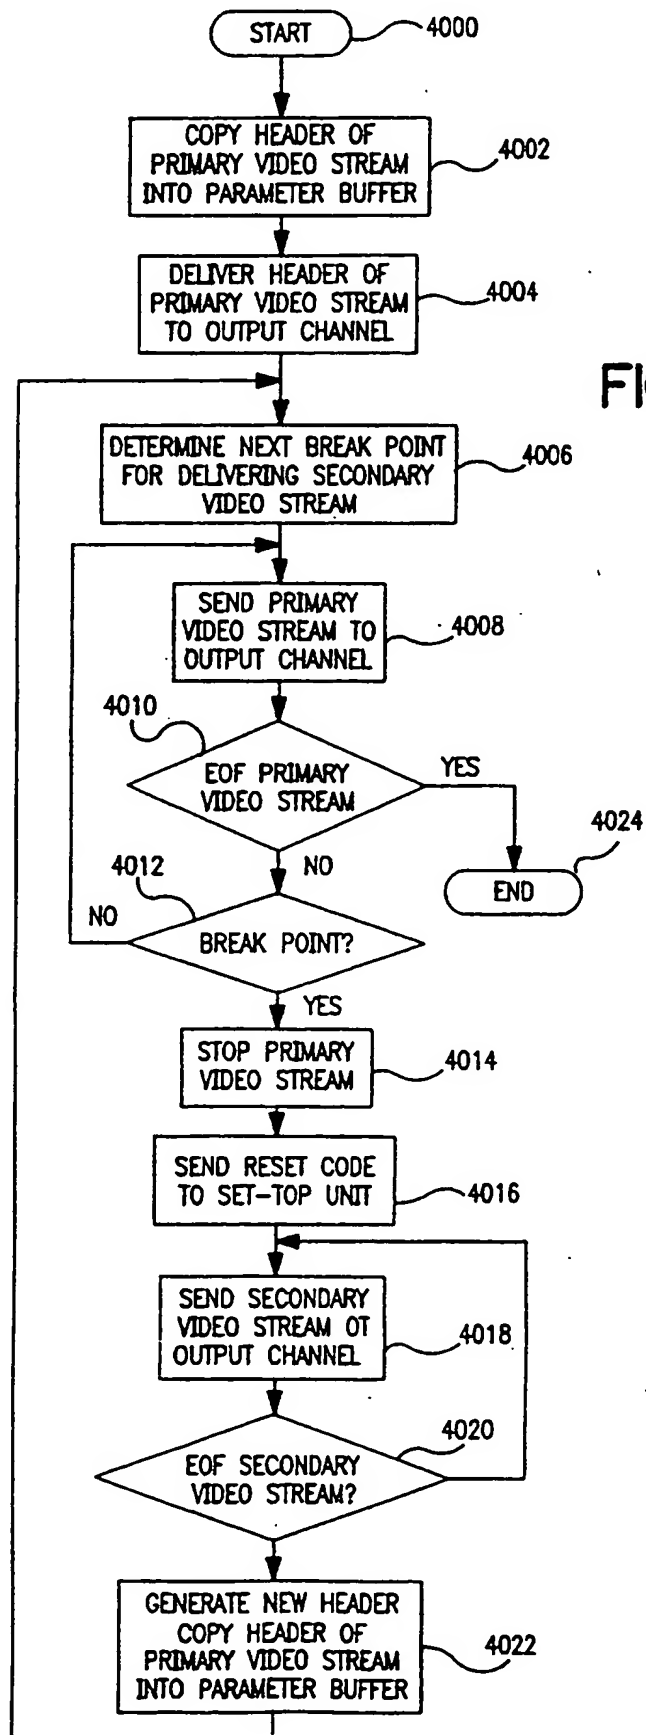 START
4000
COPY HEADER OF
PRIMARY VIDEO STREAM
INTO PARAMETER BUFFER
4002
DELIVER HEADER OF
PRIMARY VIDEO STREAM
TO OUTPUT CHANNEL
4004
FI
DETERMINE NEXT BREAK POINT
FOR DELIVERING SECONDARY
VIDEO STREAM
4006
SEND PRIMARY
VIDEO STREAM TO
OUTPUT CHANNEL
4008
4010
EOF PRIMARY
VIDEO STREAM
YES
4024
END
NO
4012
NO
BREAK POINT?
YES
STOP PRIMARY
VIDEO STREAM
4014
SEND RESET CODE
TO SET-TOP UNIT
4016
SEND SECONDARY
VIDEO STREAM OT
OUTPUT CHANNEL
4018
4020
EOF SECONDARY
VIDEO STREAM?
GENERATE NEW HEADER
COPY HEADER OF
PRIMARY VIDEO STREAM
INTO PARAMETER BUFFER
4022